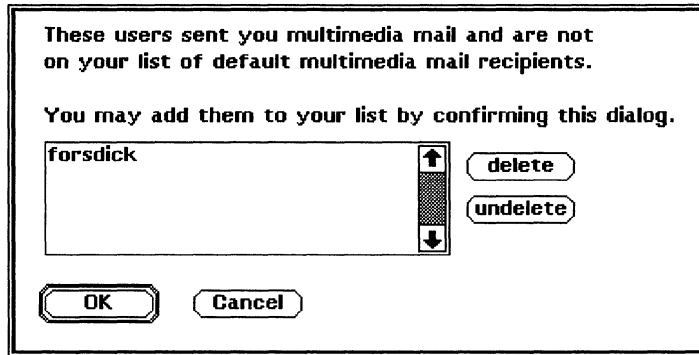 These users sent you multimedia mail and are not
on your list of default multimedia mail recipients.
You may add them to your list by confirming this dialog.
forsdick
delete
undelete
OK
Cancel